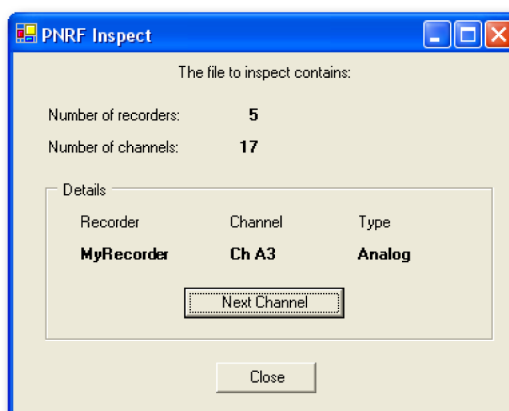 PNRF Inspect
The file to inspect contains:
Number of recorders: 5
Number of channels: 17
Details
Recorder Channel Type
MyRecorder Ch A3 Analog
Next Channel
Close